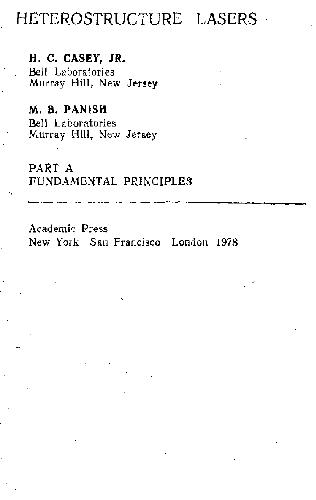 HETEROSTRUCTURE LASERS
H. C. CASEY, JR.
Bell Laboratories
Murray Hill, New Jersey
M. B. PANISH
Bell Laboratories
Murray Hill, New Jersey
PART A
FUNDAMENTAL PRINCIPLES
Academic Press
New York San Francisco London 1978